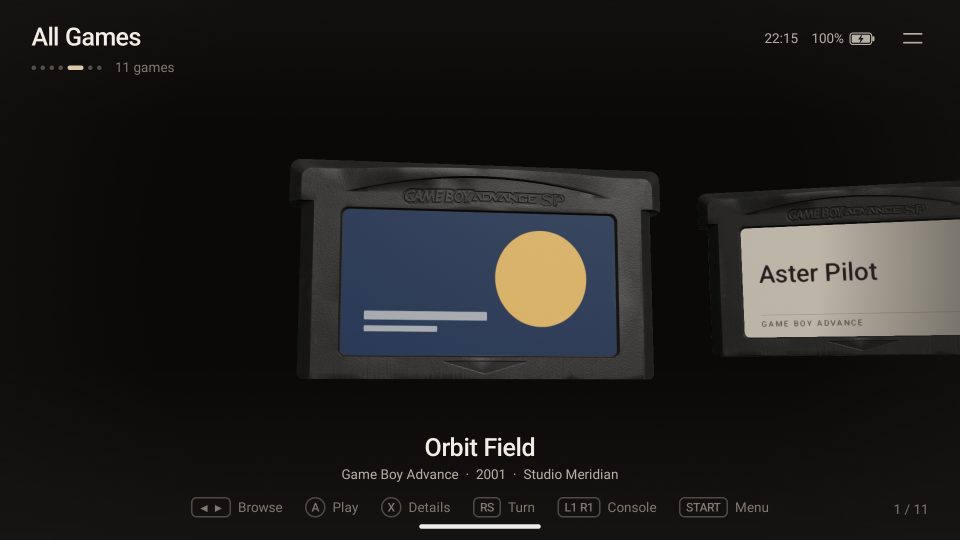 All Games
22:15 100%
11 games
GAME BOY ADVANCE SP
GAME BOY ADVANCE SP
Aster Pilot
GAME BOY ADVANCE
Orbit Field
Game Boy Advance · 2001 · Studio Meridian
◀ ▶ Browse A Play X Details RS Turn L1 R1 Console START Menu
1 / 11